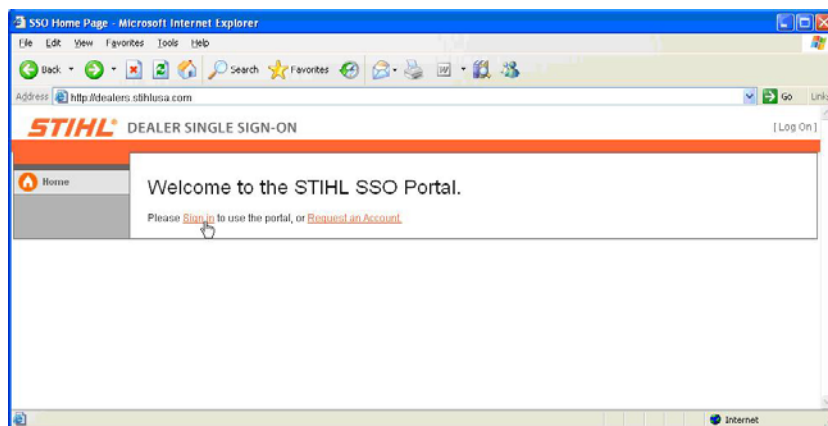 SSO Home Page - Microsoft Internet Explorer
File Edit View Favorites Tools Help
Back Search Favorites W
Address http://dealers.stihlusa.com Go Links
STIHL DEALER SINGLE SIGN-ON [ Log On ]
Home
Welcome to the STIHL SSO Portal.
Please Sign in to use the portal, or Request an Account.
Internet